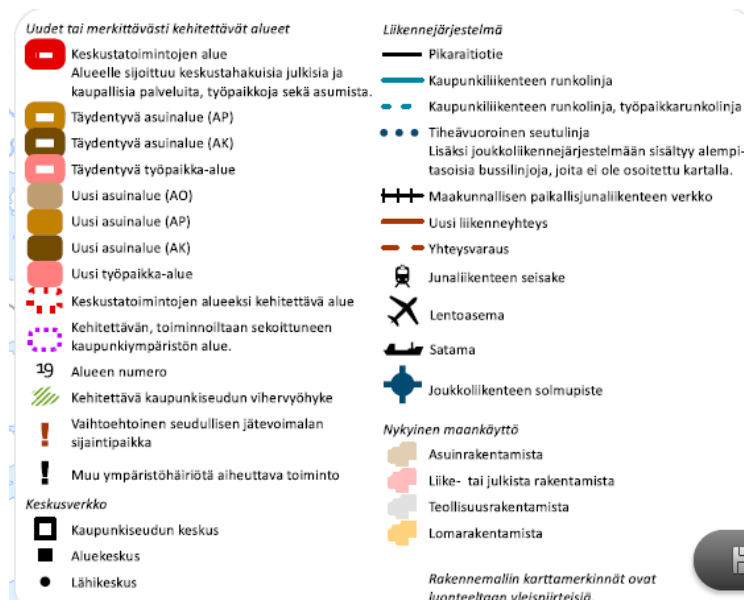 Uudet tai merkittävästi kehitettävät alueet
Keskustatoimintojen alue
Alueelle sijoittuu keskustahakuisia julkisia ja
kaupallisia palveluita, työpaikkoja sekä asumista.
Täydentyvä asuinalue (AP)
Täydentyvä asuinalue (AK)
Täydentyvä työpaikka-alue
Uusi asuinalue (AO)
Uusi asuinalue (AP)
Uusi asuinalue (AK)
Uusi työpaikka-alue
Keskustatoimintojen alueeksi kehitettävä alue
Kehitettävän, toiminnoiltaan sekoittuneen
kaupunkiympäristön alue.
19 Alueen numero
Kehitettävä kaupunkiseudun vihervyöhyke
Vaihtoehtoinen seudullisen jätevoimalan
sijaintipaikka
Muu ympäristöhäiriötä aiheuttava toiminto
Keskusverkko
Kaupunkiseudun keskus
Aluekeskus
Lähikeskus
Liikennejärjestelmä
Pikaraitiotie
Kaupunkiliikenteen runkolinja
Kaupunkiliikenteen runkolinja, työpaikkarunkolinja
Tiheävuoroinen seutulinja
Lisäksi joukkoliikennejärjestelmään sisältyy alempi-
tasoisia bussilinjoja, joita ei ole osoitettu kartalla.
Maakunnallisen paikallisjunaliikenteen verkko
Uusi liikenneyhteys
Yhteysvaraus
Junaliikenteen seisake
Lentoasema
Satama
Joukkoliikenteen solmupiste
Nykyinen maankäyttö
Asuinrakentamista
Liike- tai julkista rakentamista
Teollisuusrakentamista
Lomarakentamista
Rakennemallin karttamerkinnät ovat
luonteeltaan yleispiirteisiä.